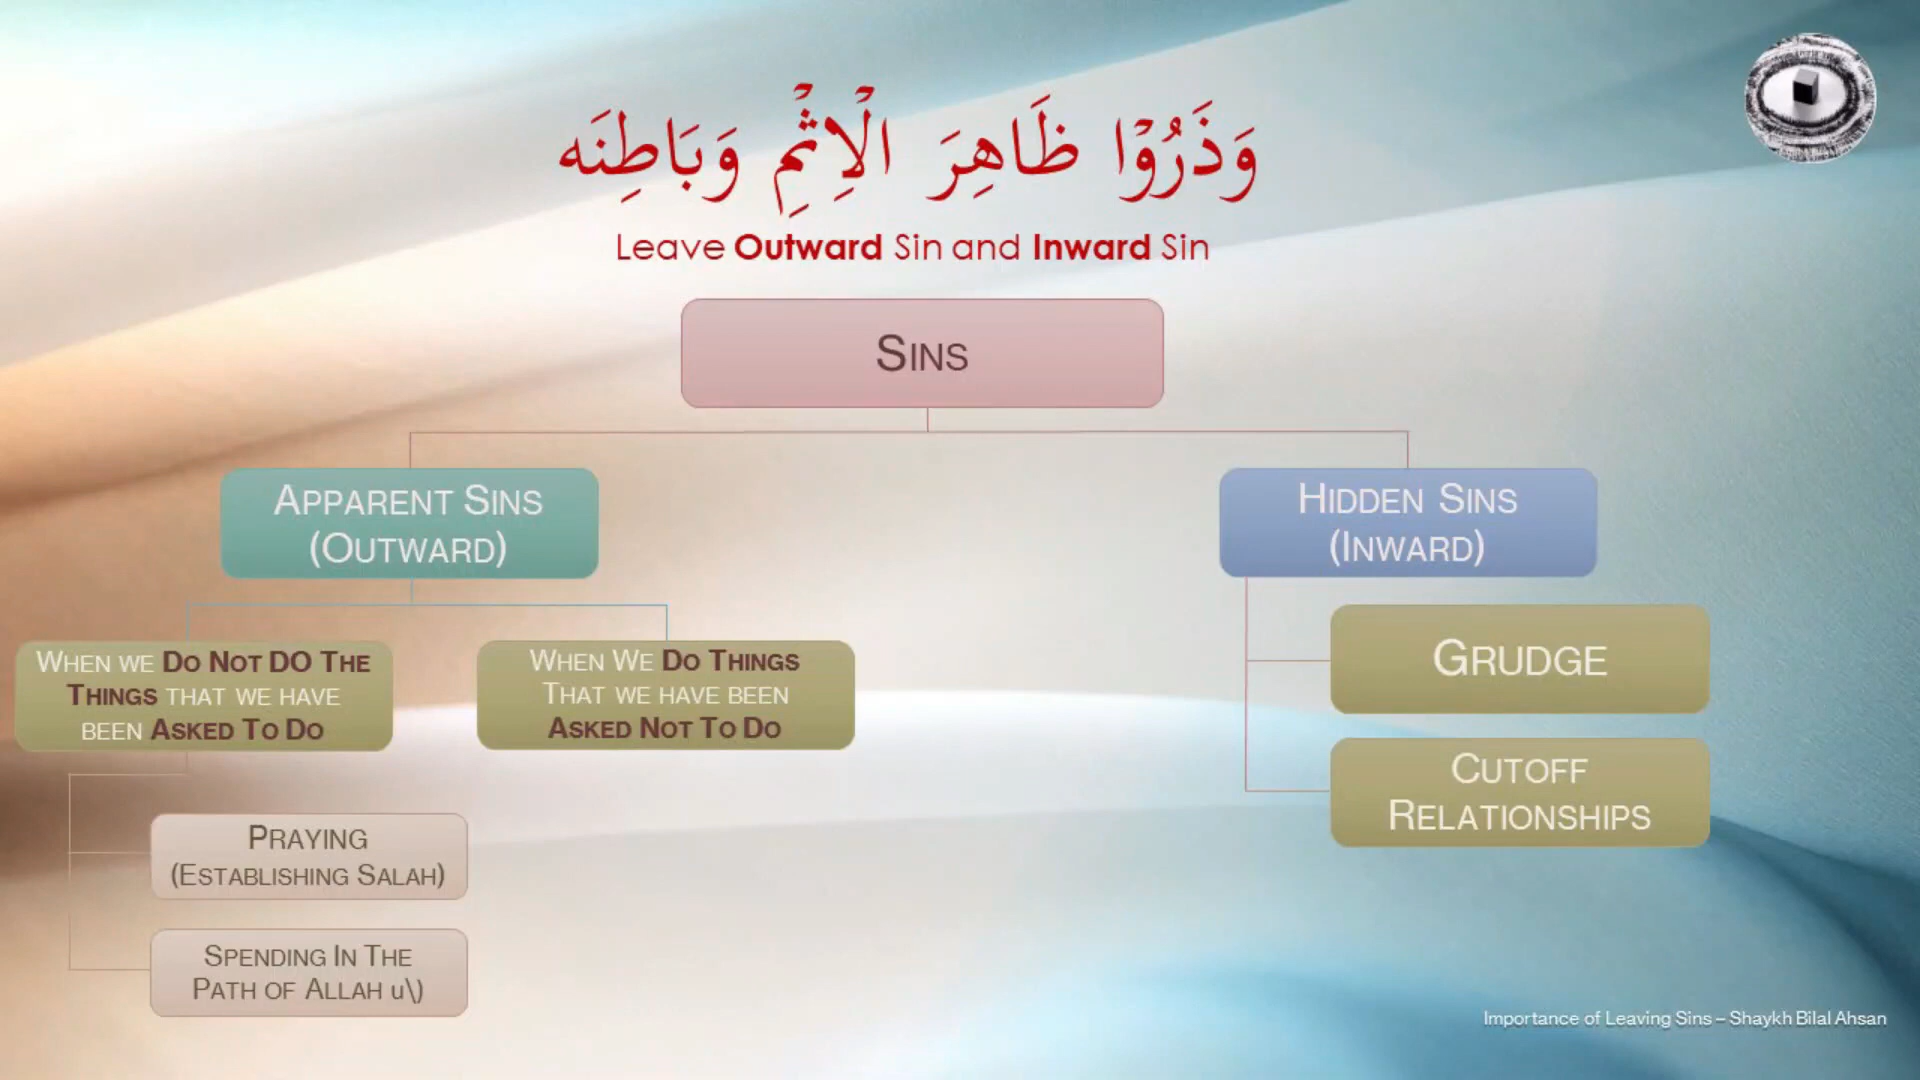 وَذَرُوْا ظَاهِرَ الْاِثْمِ وَبَاطِنَه
Leave Outward Sin and Inward Sin
SINS
APPARENT SINS
(OUTWARD)
HIDDEN SINS
(INWARD)
WHEN WE DO NOT DO THE
THINGS THAT WE HAVE
BEEN ASKED TO DO
WHEN WE DO THINGS
THAT WE HAVE BEEN
ASKED NOT TO DO
GRUDGE
CUTOFF
RELATIONSHIPS
PRAYING
(ESTABLISHING SALAH)
SPENDING IN THE
PATH OF ALLAH u\)
Importance of Leaving Sins – Shaykh Bilal Ahsan